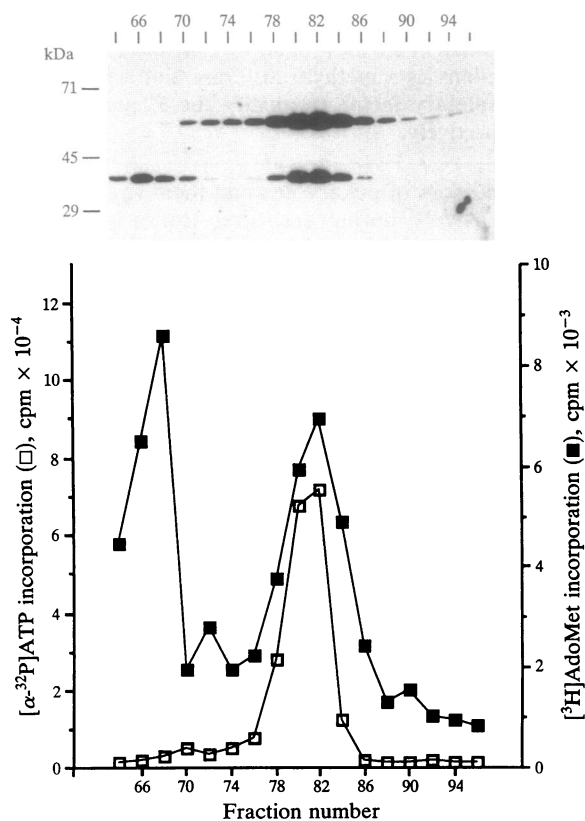 66 70 74 78 82 86 90 94
kDa
71
45
29
[α-³²P]ATP incorporation (□), cpm × 10⁻⁴
12
10
8
6
4
2
0
[³H]AdoMet incorporation (■), cpm × 10⁻³
10
8
6
4
2
0
66 70 74 78 82 86 90 94
Fraction number